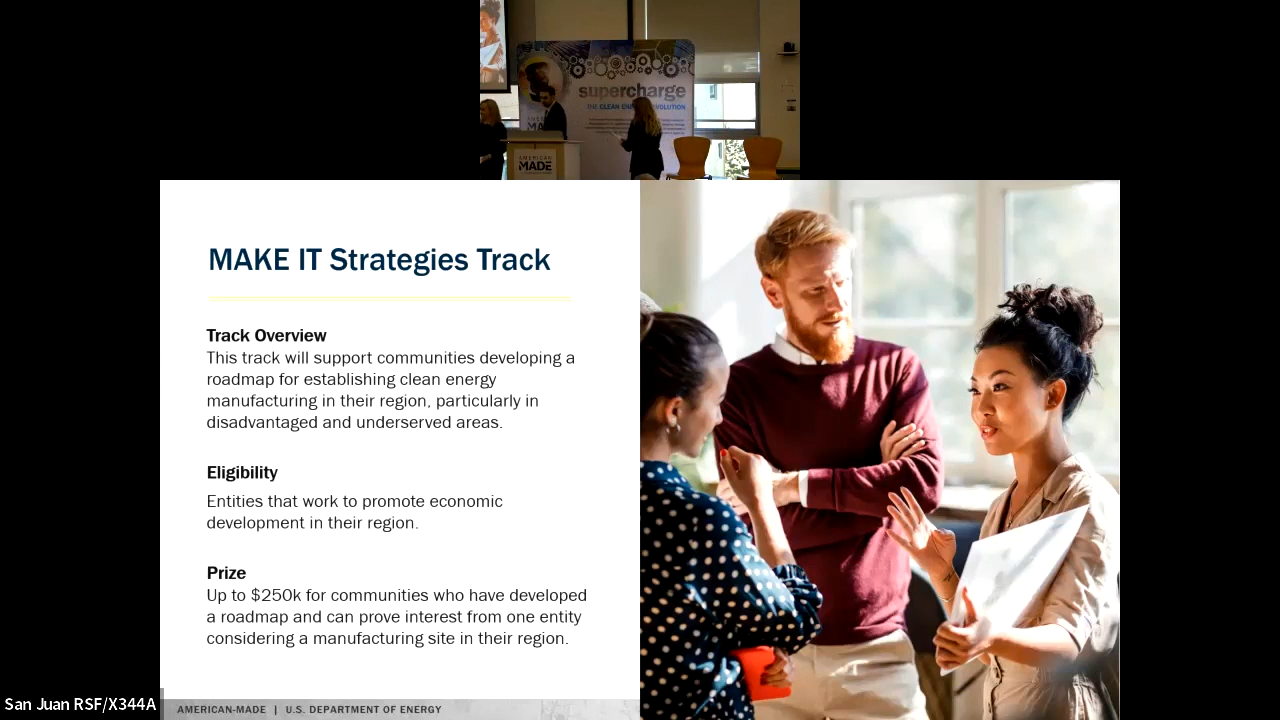 supercharge
THE CLEAN ENERGY REVOLUTION
AMERICAN
MADE
MAKE IT Strategies Track
Track Overview
This track will support communities developing a
roadmap for establishing clean energy
manufacturing in their region, particularly in
disadvantaged and underserved areas.
Eligibility
Entities that work to promote economic
development in their region.
Prize
Up to $250k for communities who have developed
a roadmap and can prove interest from one entity
considering a manufacturing site in their region.
San Juan RSF/X344A
AMERICAN-MADE | U.S. DEPARTMENT OF ENERGY